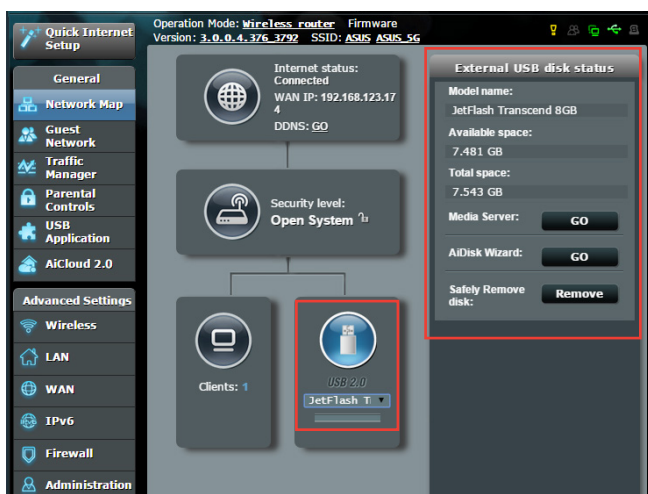 Quick Internet
Setup
Operation Mode: Wireless router Firmware
Version: 3.0.0.4.376_3792 SSID: ASUS ASUS_5G
General
Network Map
Guest
Network
Traffic
Manager
Parental
Controls
USB
Application
AiCloud 2.0
Advanced Settings
Wireless
LAN
WAN
IPv6
Firewall
Administration
Internet status:
Connected
WAN IP: 192.168.123.17
4
DDNS: GO
Security level:
Open System
Clients: 1
USB 2.0
JetFlash T
External USB disk status
Model name:
JetFlash Transcend 8GB
Available space:
7.481 GB
Total space:
7.543 GB
Media Server: GO
AiDisk Wizard: GO
Safely Remove
disk: Remove